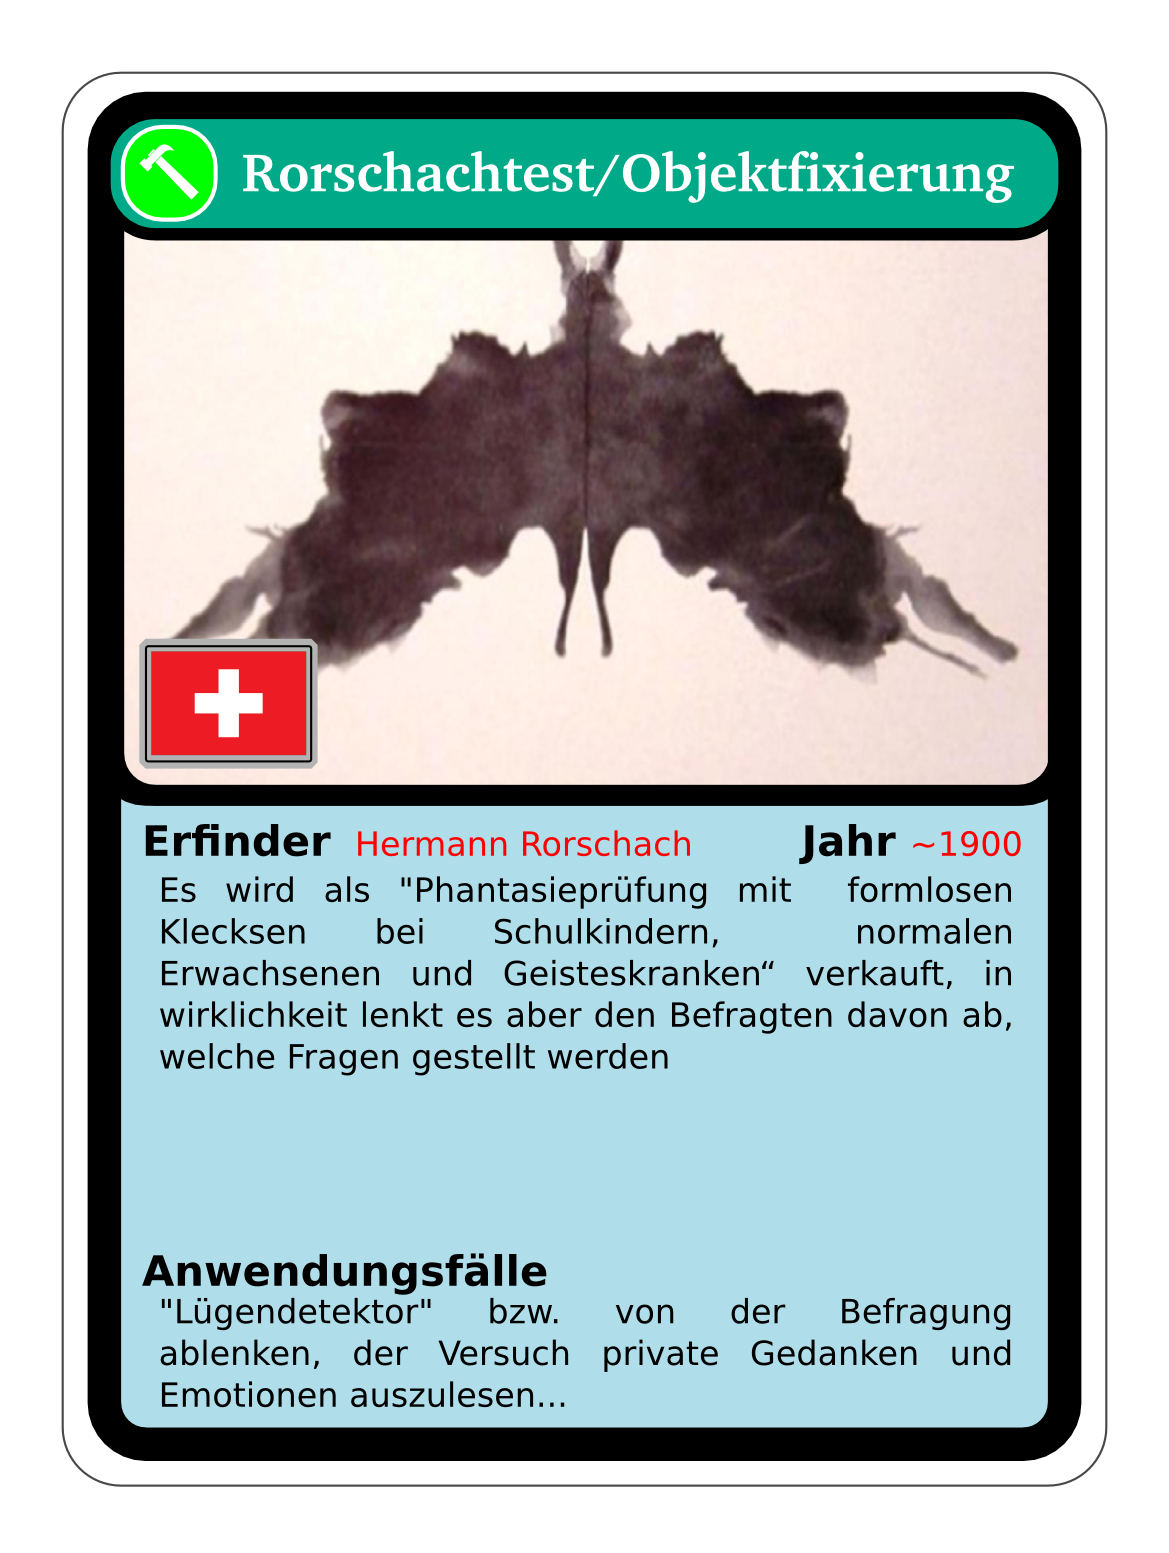 Rorschachtest/Objektfixierung
Erfinder Hermann Rorschach Jahr ~1900
Es wird als "Phantasieprüfung mit formlosen
Klecksen bei Schulkindern, normalen
Erwachsenen und Geisteskranken“ verkauft, in
wirklichkeit lenkt es aber den Befragten davon ab,
welche Fragen gestellt werden
Anwendungsfälle
"Lügendetektor" bzw. von der Befragung
ablenken, der Versuch private Gedanken und
Emotionen auszulesen...